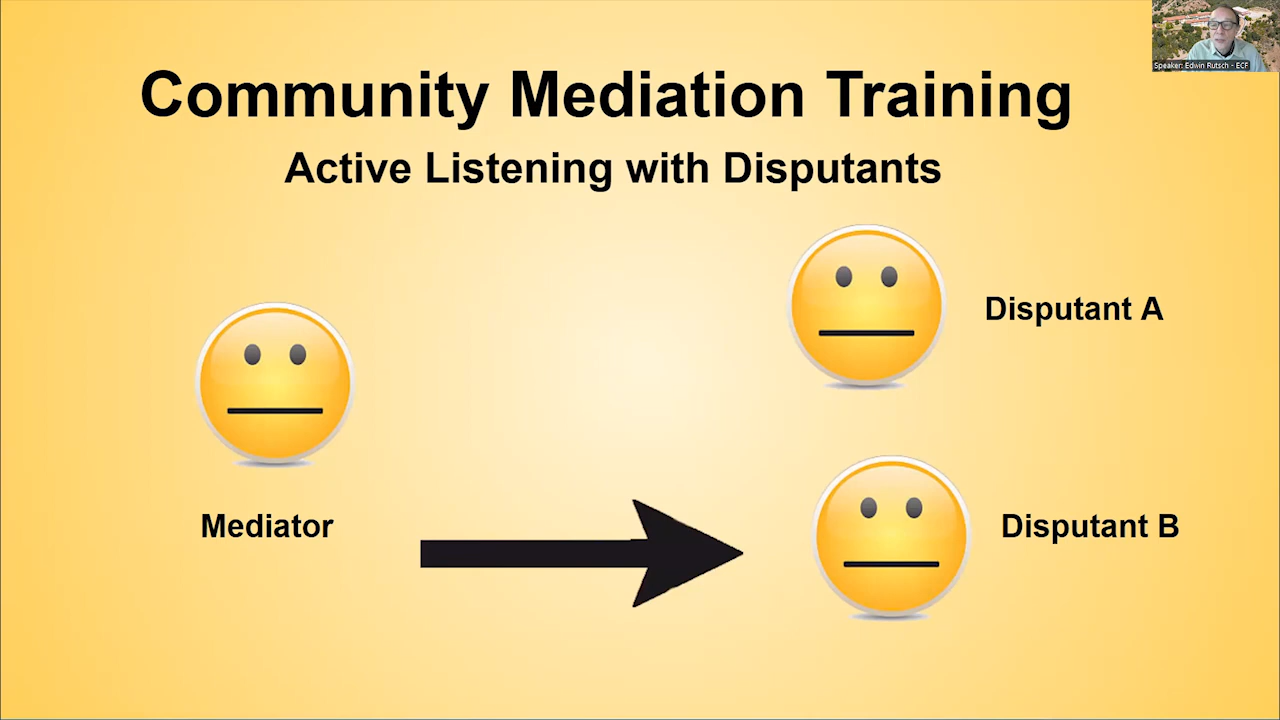 Speaker: Edwin Rutsch - ECF
Community Mediation Training
Active Listening with Disputants
Disputant A
Mediator
Disputant B